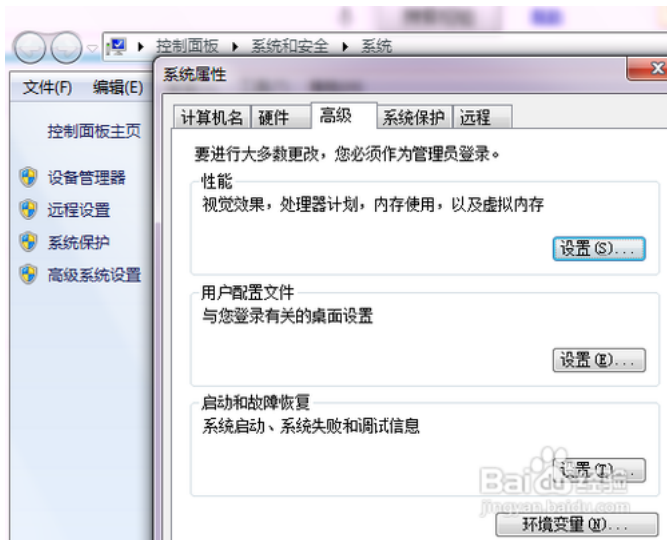 控制面板 ▸ 系统和安全 ▸ 系统
文件(F) 编辑(E)
系统属性
计算机名 硬件 高级 系统保护 远程
控制面板主页
设备管理器
远程设置
系统保护
高级系统设置
要进行大多数更改，您必须作为管理员登录。
性能
视觉效果，处理器计划，内存使用，以及虚拟内存
设置(S)...
用户配置文件
与您登录有关的桌面设置
设置(E)...
启动和故障恢复
系统启动、系统失败和调试信息
设置(T)...
环境变量(N)...
Baidu 经验
jingyan.baidu.com